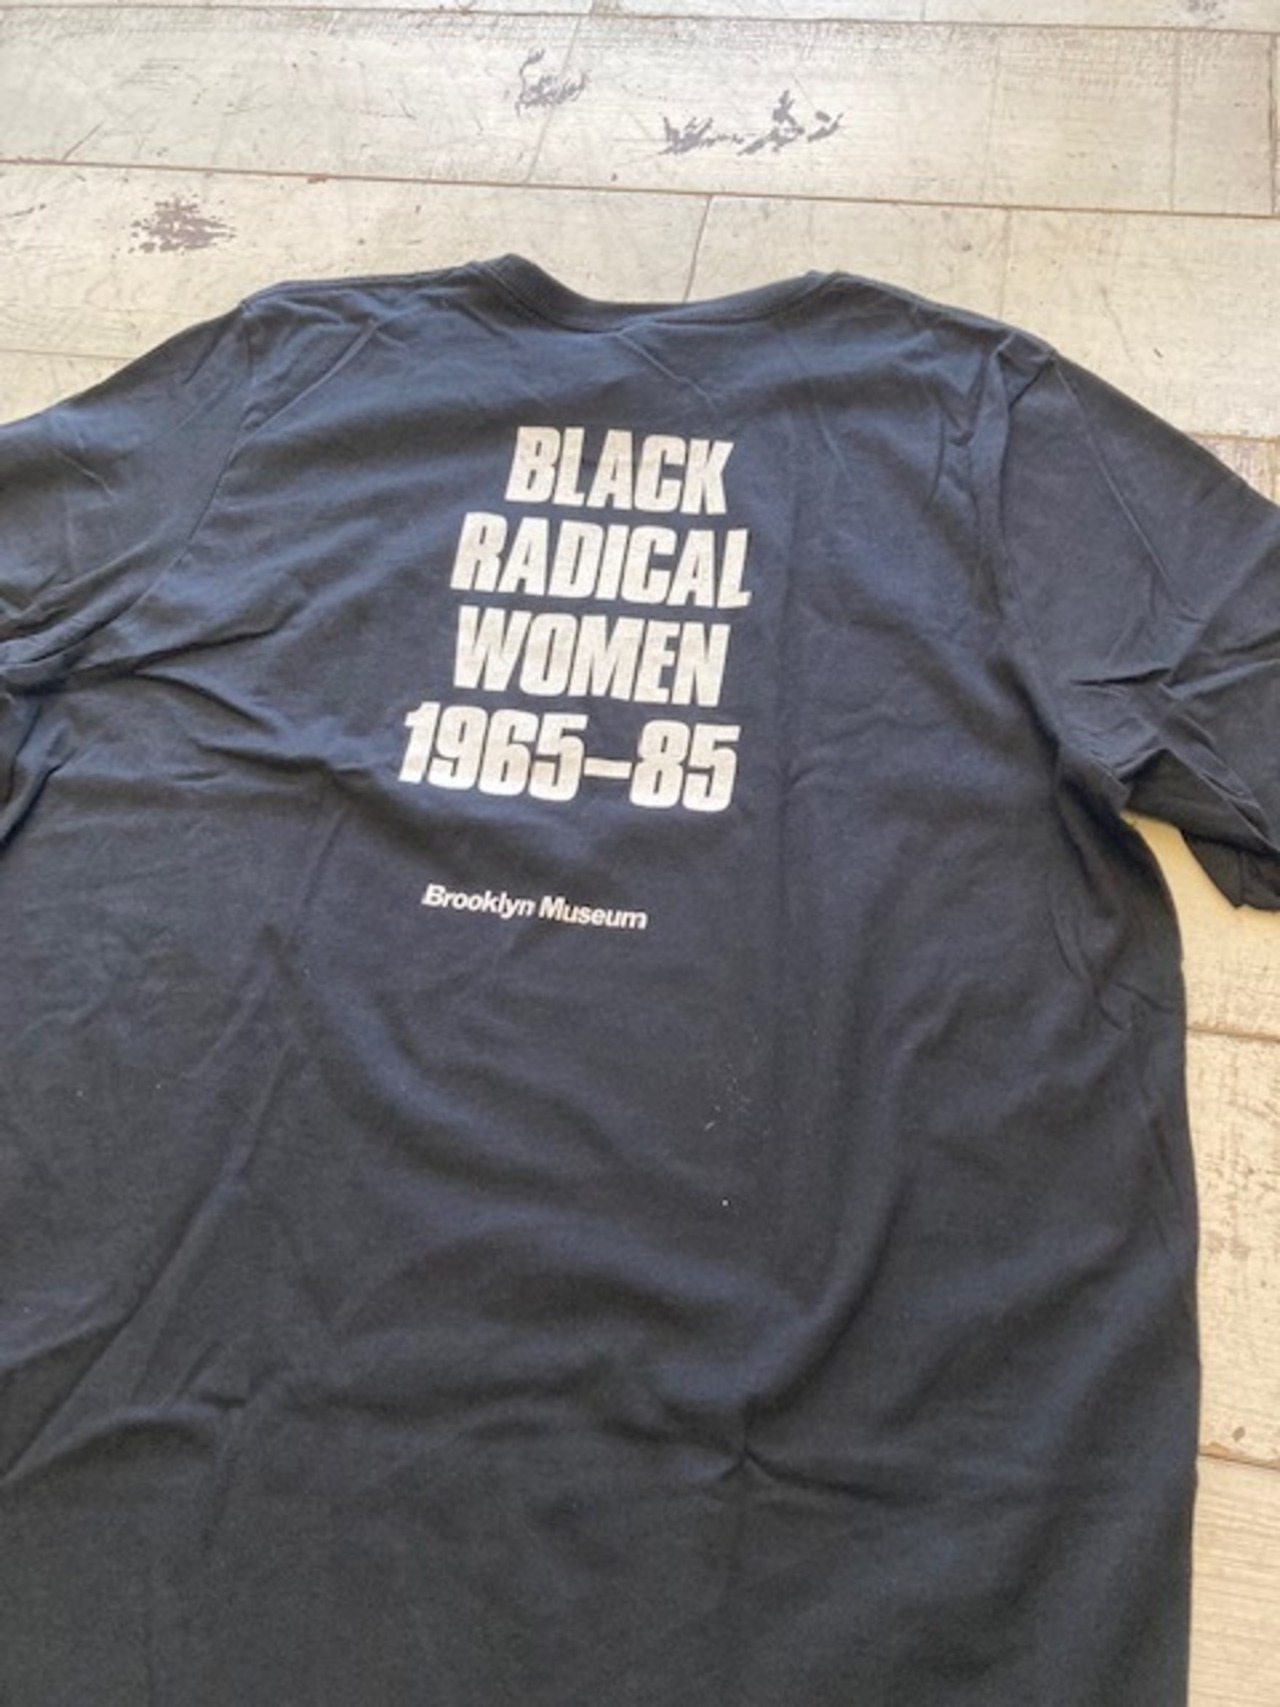 BLACK
RADICAL
WOMEN
1965–85
Brooklyn Museum